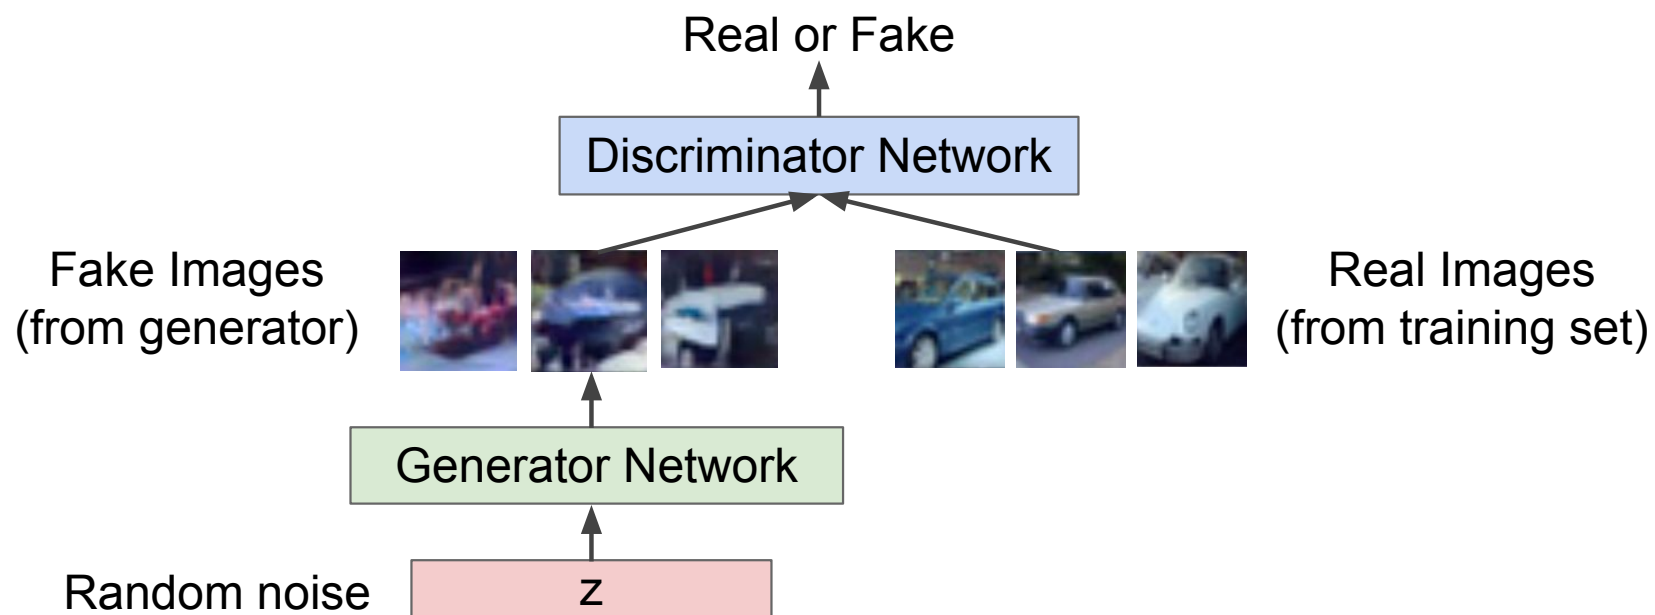 Real or Fake
Discriminator Network
Fake Images
(from generator)
Real Images
(from training set)
Generator Network
Random noise
z